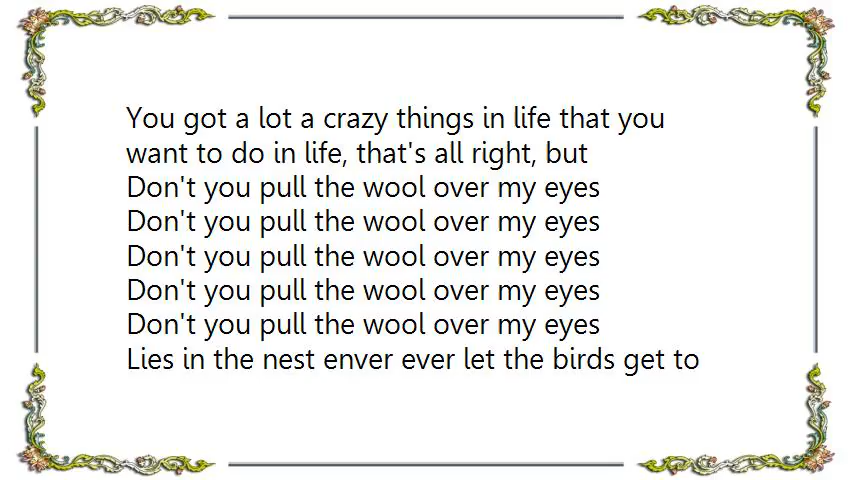 You got a lot a crazy things in life that you
want to do in life, that's all right, but
Don't you pull the wool over my eyes
Don't you pull the wool over my eyes
Don't you pull the wool over my eyes
Don't you pull the wool over my eyes
Don't you pull the wool over my eyes
Lies in the nest enver ever let the birds get to